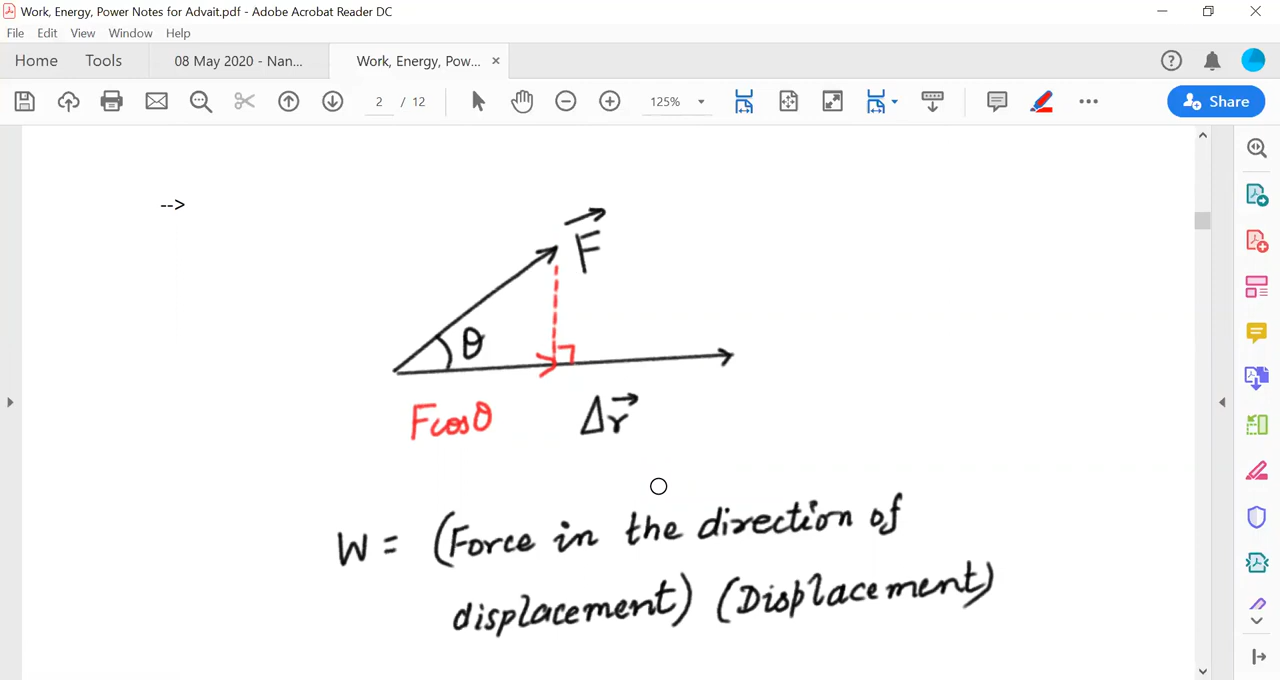 Work, Energy, Power Notes for Advait.pdf - Adobe Acrobat Reader DC
File Edit View Window Help
Home Tools 08 May 2020 - Nan... Work, Energy, Pow... ×
2 / 12 125% Share
-->
F
θ
Fcosθ Δr
W = (Force in the direction of
displacement) (Displacement)